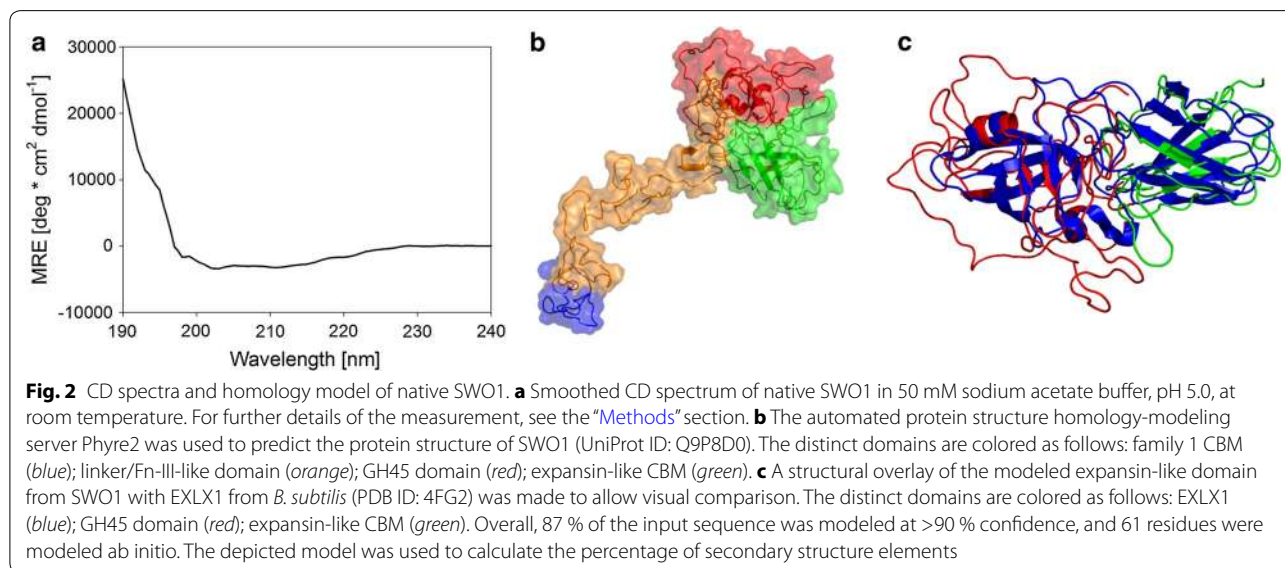 a
b
c
30000
20000
10000
0
-10000
MRE [deg * cm² dmol⁻¹]
190 200 210 220 230 240
Wavelength [nm]
Fig. 2 CD spectra and homology model of native SWO1. a Smoothed CD spectrum of native SWO1 in 50 mM sodium acetate buffer, pH 5.0, at
room temperature. For further details of the measurement, see the “Methods” section. b The automated protein structure homology-modeling
server Phyre2 was used to predict the protein structure of SWO1 (UniProt ID: Q9P8D0). The distinct domains are colored as follows: family 1 CBM
(blue); linker/Fn-III-like domain (orange); GH45 domain (red); expansin-like CBM (green). c A structural overlay of the modeled expansin-like domain
from SWO1 with EXLX1 from B. subtilis (PDB ID: 4FG2) was made to allow visual comparison. The distinct domains are colored as follows: EXLX1
(blue); GH45 domain (red); expansin-like CBM (green). Overall, 87 % of the input sequence was modeled at >90 % confidence, and 61 residues were
modeled ab initio. The depicted model was used to calculate the percentage of secondary structure elements